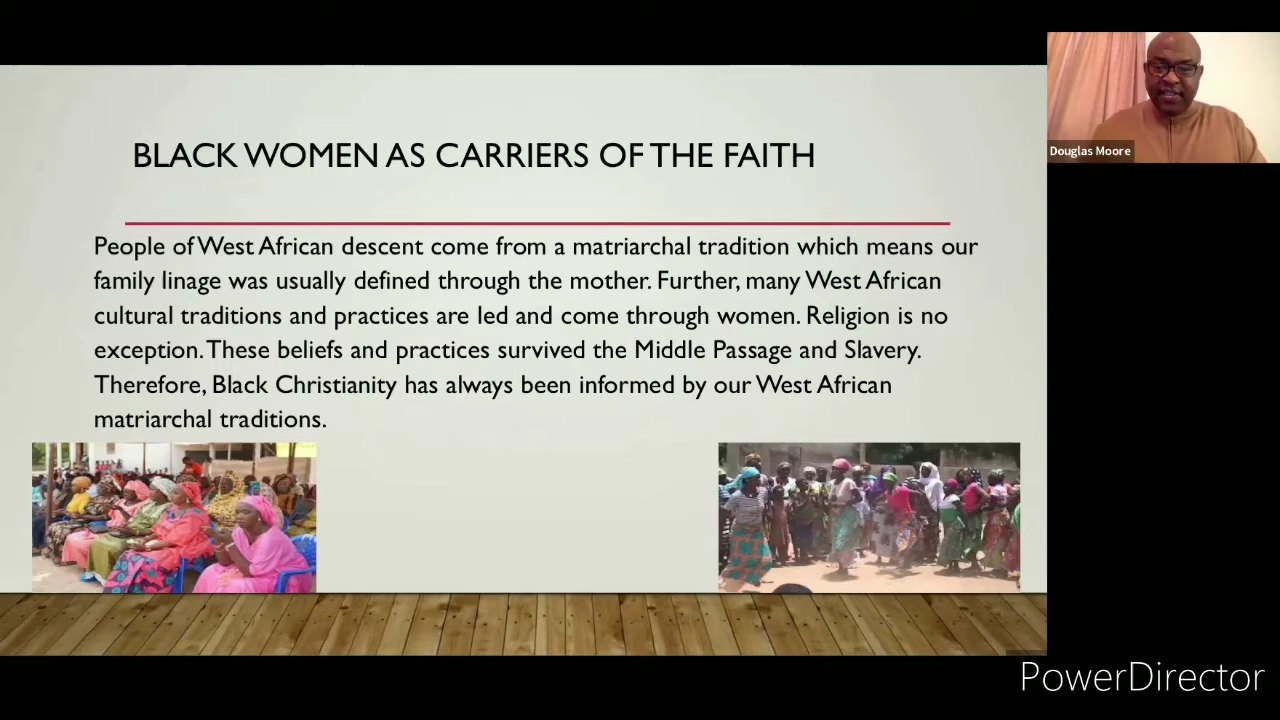 BLACK WOMEN AS CARRIERS OF THE FAITH
People of West African descent come from a matriarchal tradition which means our
family linage was usually defined through the mother. Further, many West African
cultural traditions and practices are led and come through women. Religion is no
exception. These beliefs and practices survived the Middle Passage and Slavery.
Therefore, Black Christianity has always been informed by our West African
matriarchal traditions.
Douglas Moore
PowerDirector